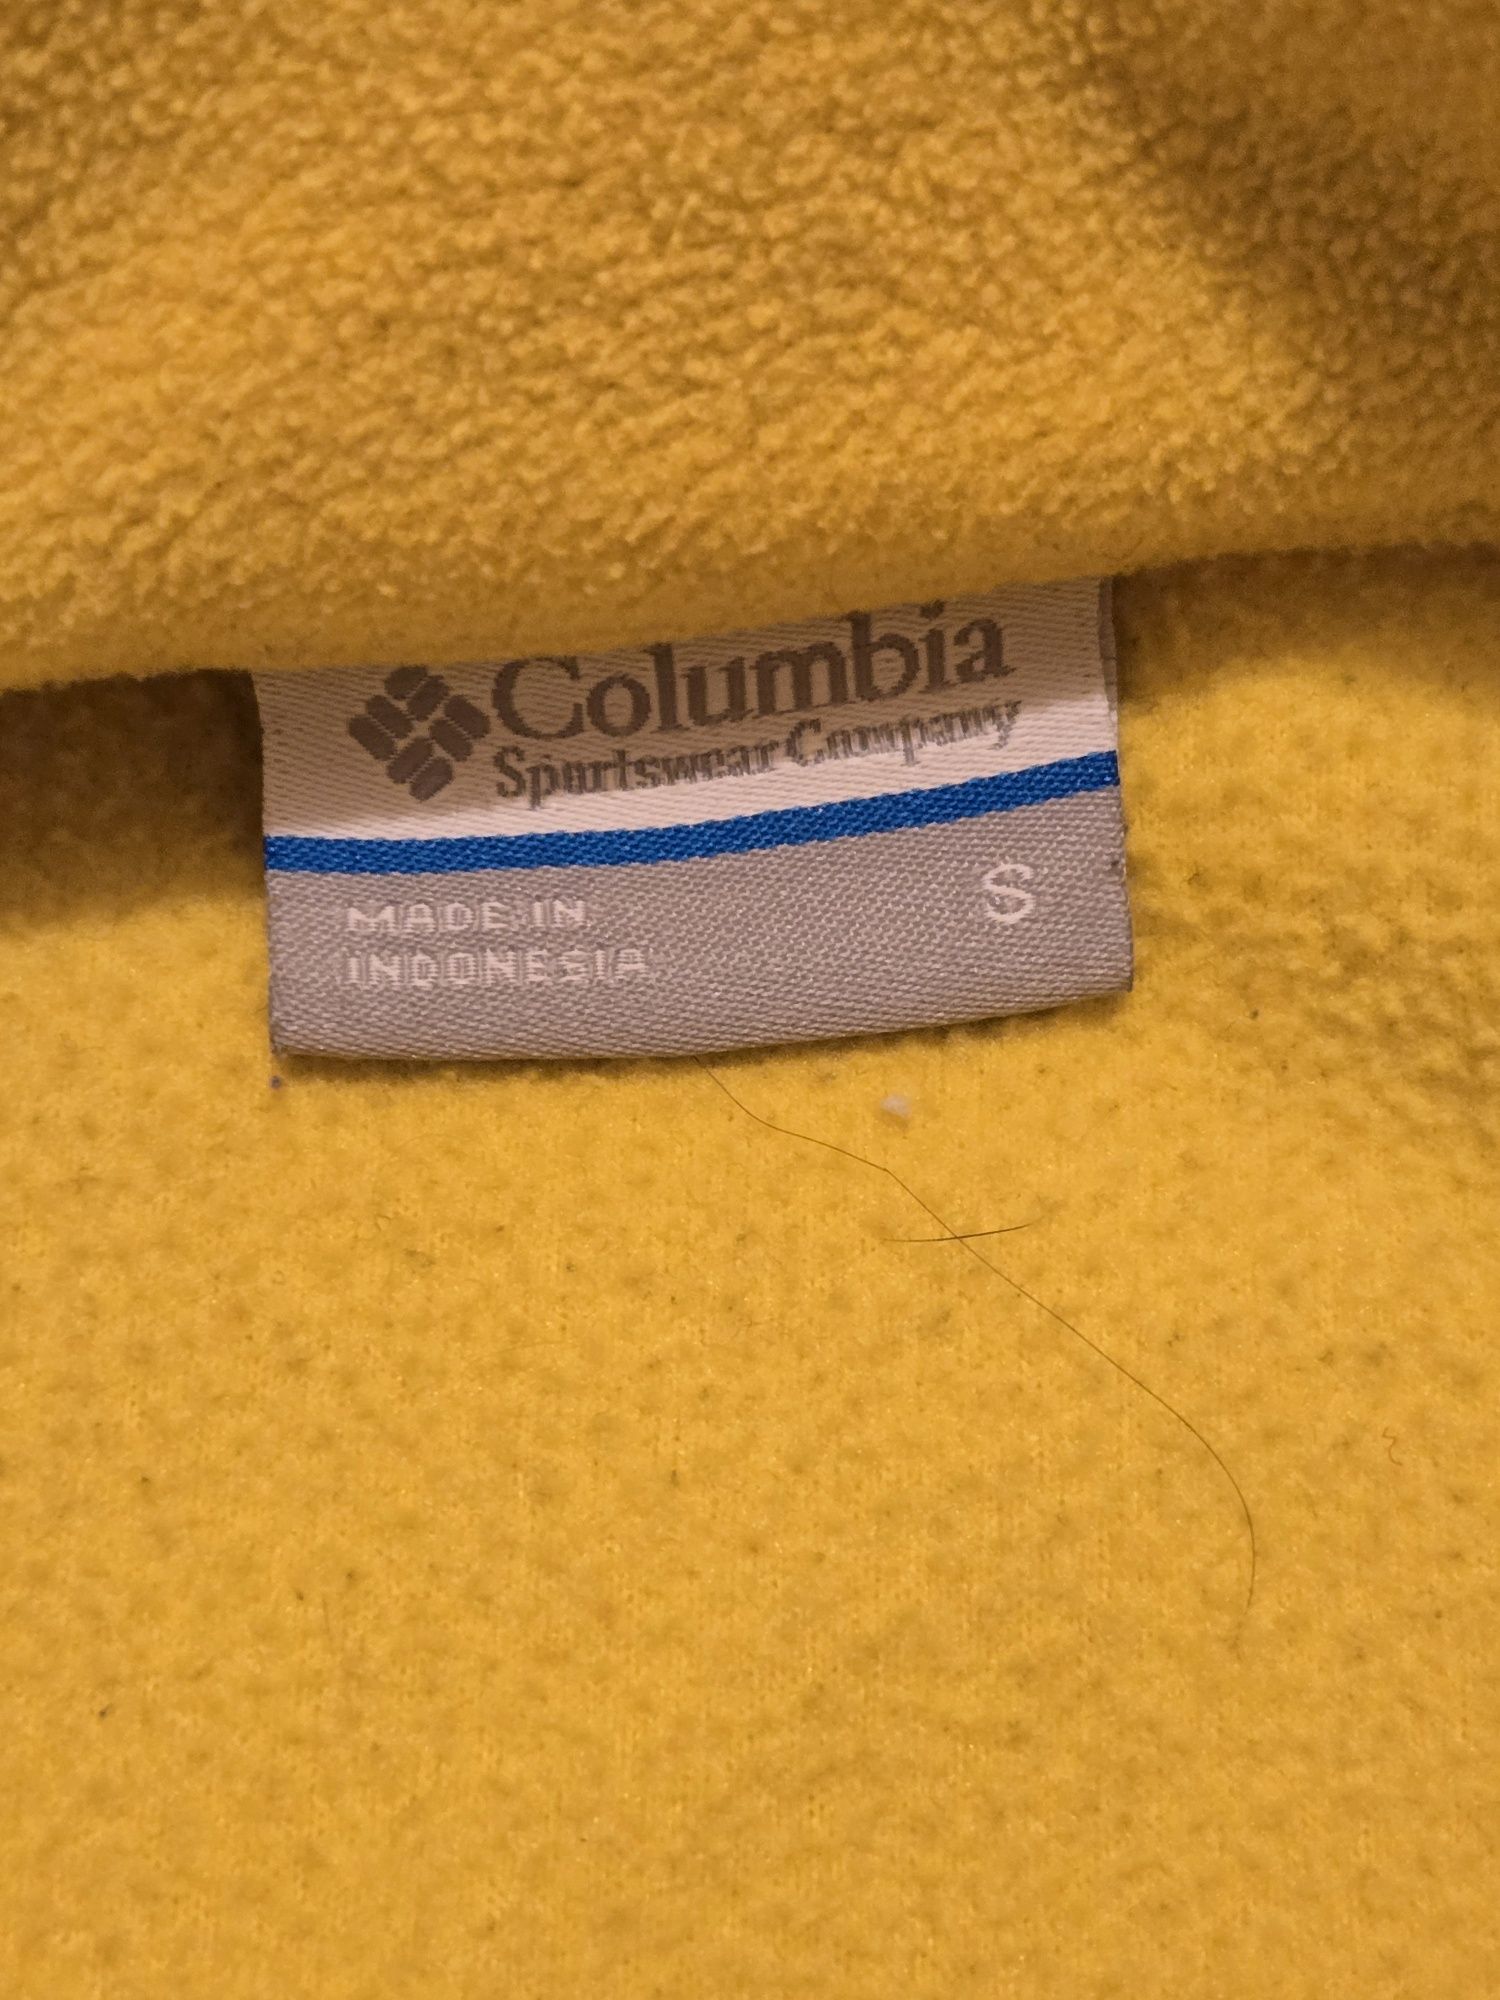 Columbia
Sportswear Company
MADE IN
INDONESIA
S